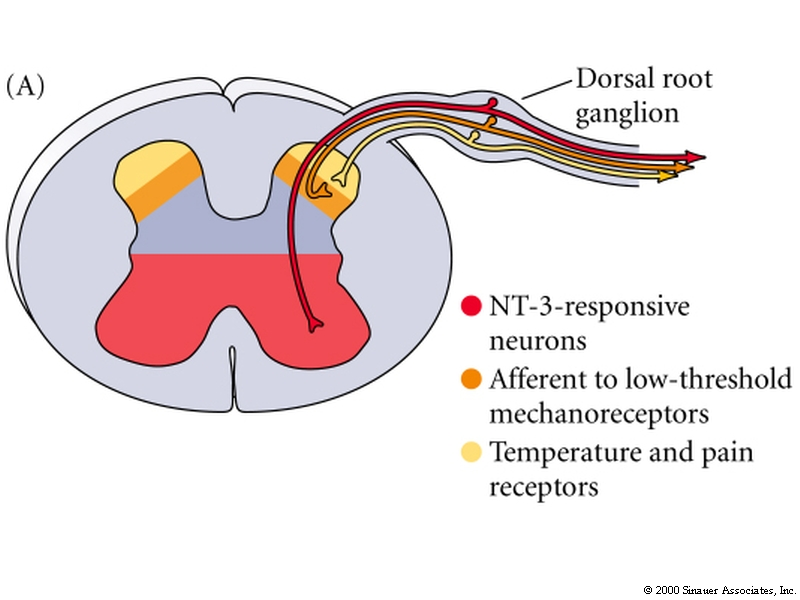 (A)
Dorsal root
ganglion
NT-3-responsive
neurons
Afferent to low-threshold
mechanoreceptors
Temperature and pain
receptors
© 2000 Sinauer Associates, Inc.